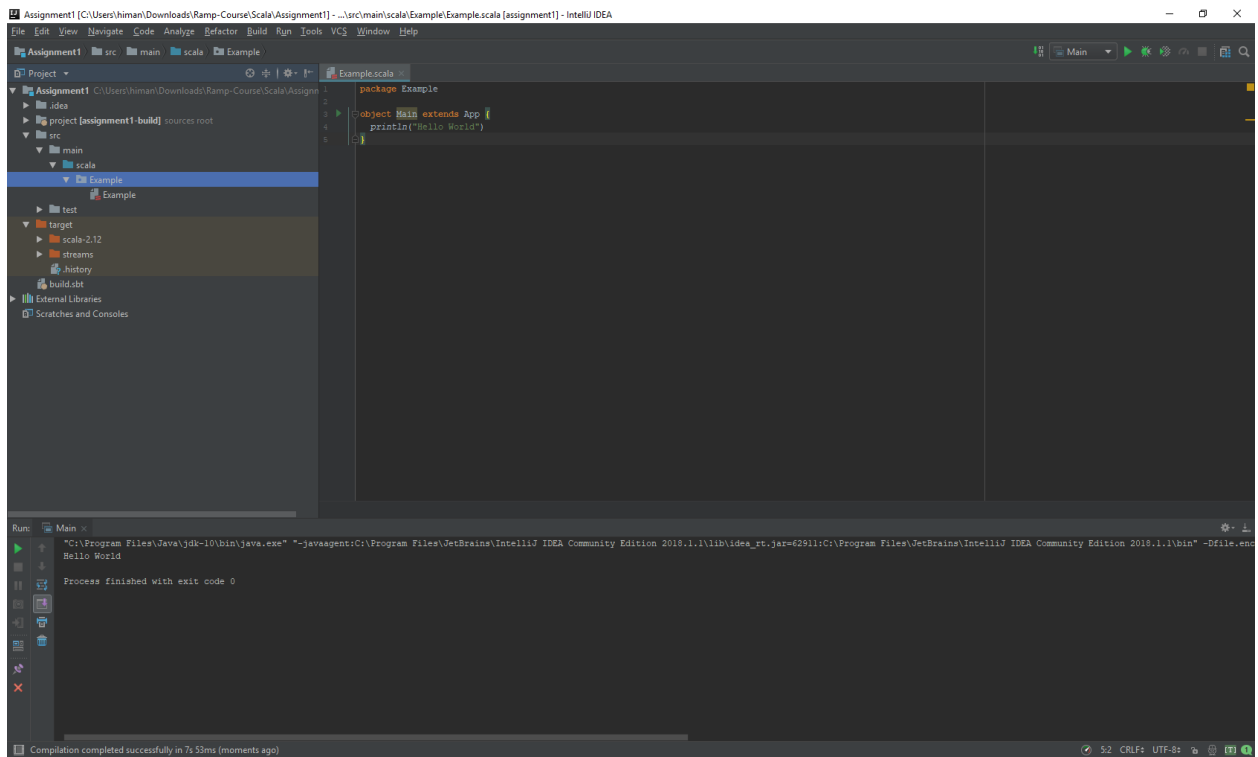 Assignment1 [C:\Users\himan\Downloads\Ramp-Course\Scala\Assignment1] - ...\src\main\scala\Example\Example.scala [assignment1] - IntelliJ IDEA
File Edit View Navigate Code Analyze Refactor Build Run Tools VCS Window Help
Assignment1 src main scala Example Main
Project Example.scala
Assignment1 C:\Users\himan\Downloads\Ramp-Course\Scala\Assignn
.idea
project [assignment1-build] sources root
src
main
scala
Example
Example
test
target
scala-2.12
streams
.history
build.sbt
External Libraries
Scratches and Consoles
1 package Example
2
3 object Main extends App {
4 println("Hello World")
5 }
Run: Main
"C:\Program Files\Java\jdk-10\bin\java.exe" "-javaagent:C:\Program Files\JetBrains\IntelliJ IDEA Community Edition 2018.1.1\lib\idea_rt.jar=62911:C:\Program Files\JetBrains\IntelliJ IDEA Community Edition 2018.1.1\bin" -Dfile.enc
Hello World
Process finished with exit code 0
Compilation completed successfully in 7s 53ms (moments ago) 5:2 CRLF UTF-8 [T] 1